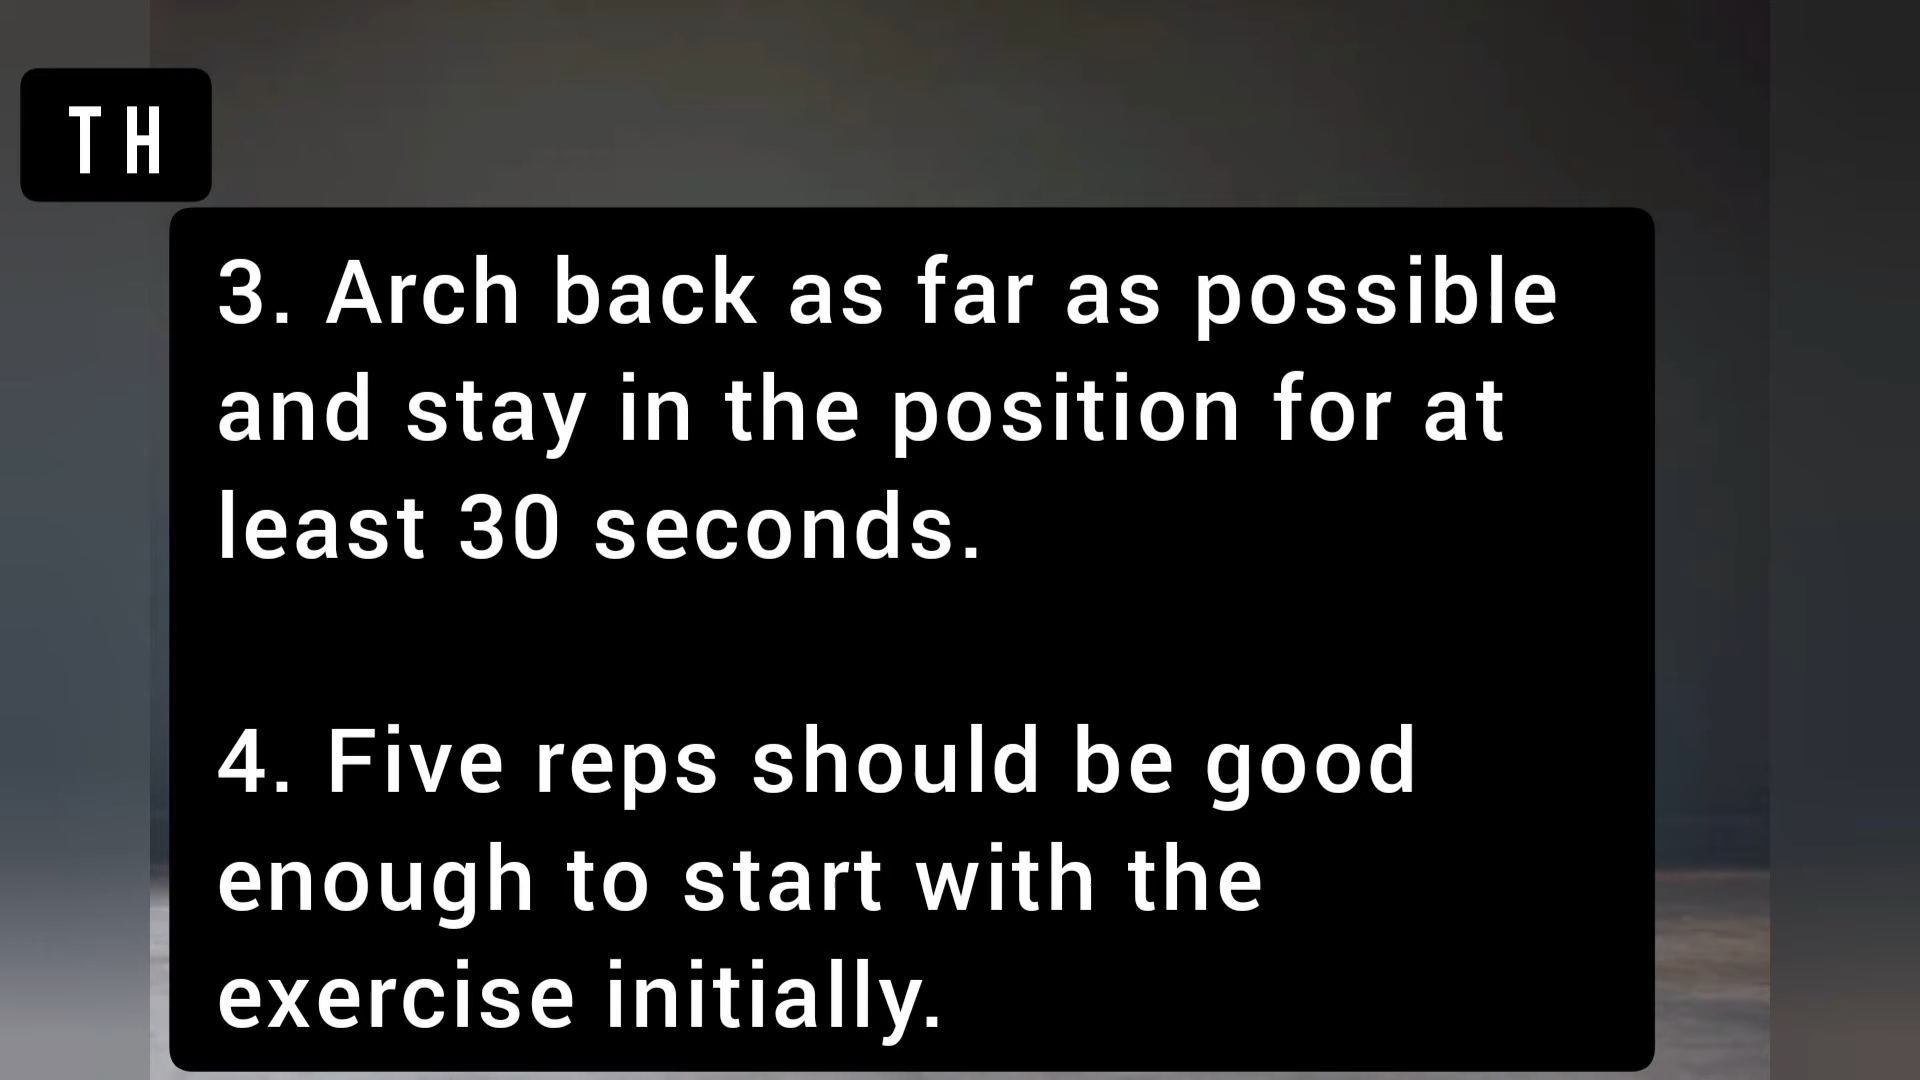 TH
3. Arch back as far as possible
and stay in the position for at
least 30 seconds.
4. Five reps should be good
enough to start with the
exercise initially.